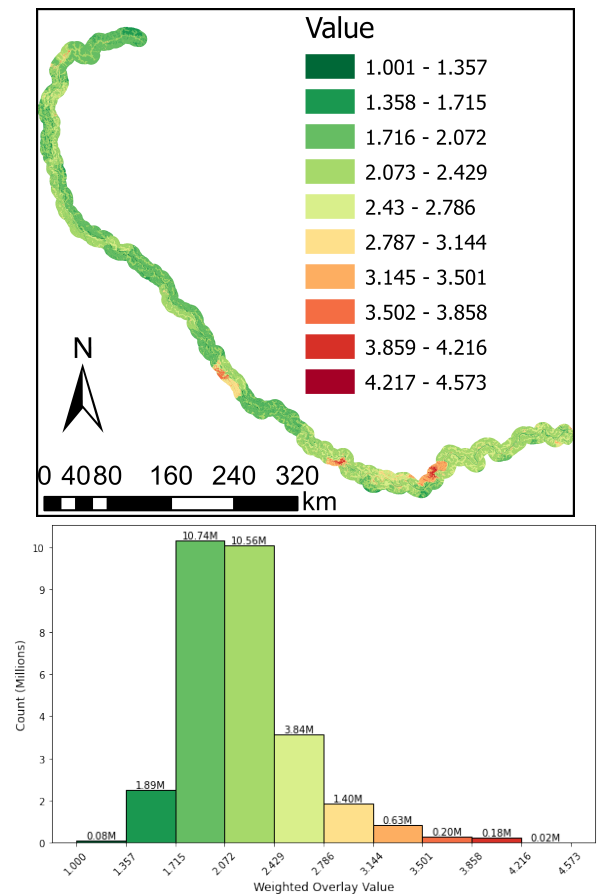 Value
1.001 - 1.357
1.358 - 1.715
1.716 - 2.072
2.073 - 2.429
2.43 - 2.786
2.787 - 3.144
3.145 - 3.501
3.502 - 3.858
3.859 - 4.216
4.217 - 4.573
N
0 40 80 160 240 320
km
10.74M
10.56M
3.84M
1.89M
1.40M
0.63M
0.20M
0.18M
0.08M
0.02M
10
9
8
6
4
3
2
0
Count (Millions)
1.000 1.357 1.715 2.072 2.429 2.786 3.144 3.501 3.858 4.216 4.573
Weighted Overlay Value